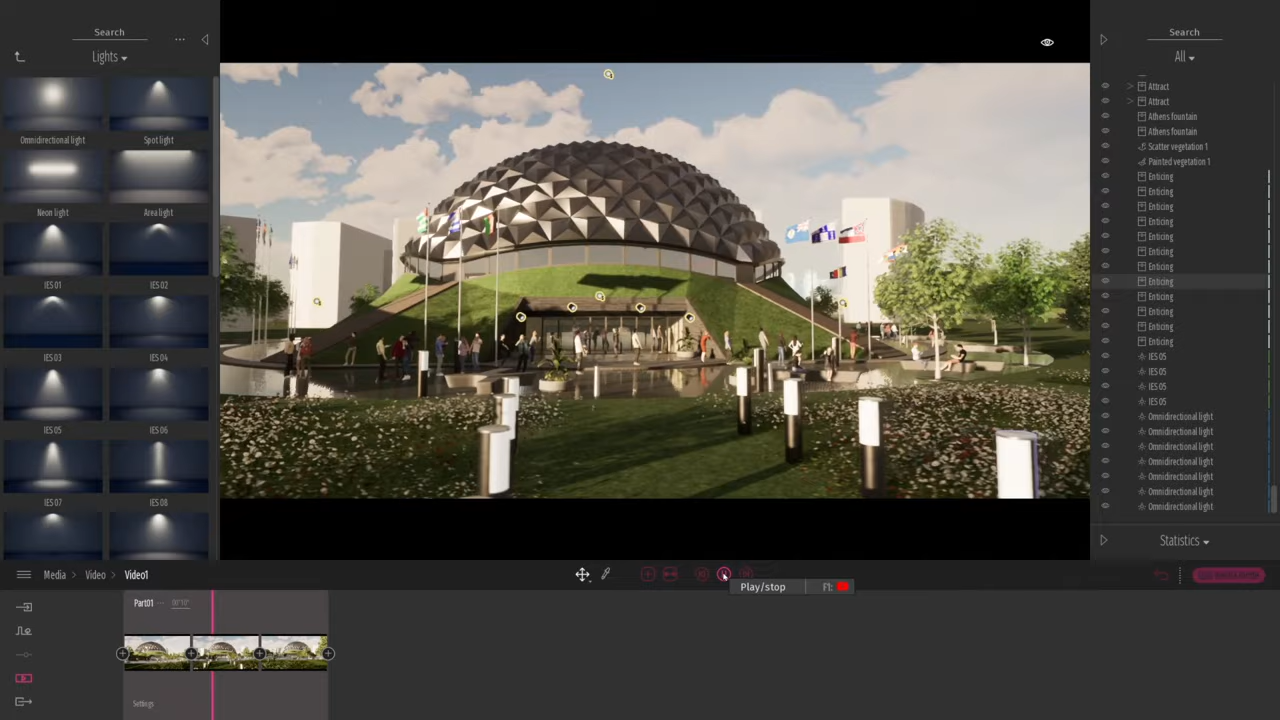 Search
Lights
Omnidirectional light
Spot light
Neon light
Area light
IES 01
IES 02
IES 03
IES 04
IES 05
IES 06
IES 07
IES 08
Search
All
Attract
Attract
Athens fountain
Athens fountain
Scatter vegetation 1
Painted vegetation 1
Enticing
Enticing
Enticing
Enticing
Enticing
Enticing
Enticing
Enticing
Enticing
Enticing
Enticing
Enticing
IES 05
IES 05
IES 05
IES 05
Omnidirectional light
Omnidirectional light
Omnidirectional light
Omnidirectional light
Omnidirectional light
Omnidirectional light
Omnidirectional light
Statistics
Media > Video > Video1
Play/stop F1:
Part01 ··· 00'10"
Settings